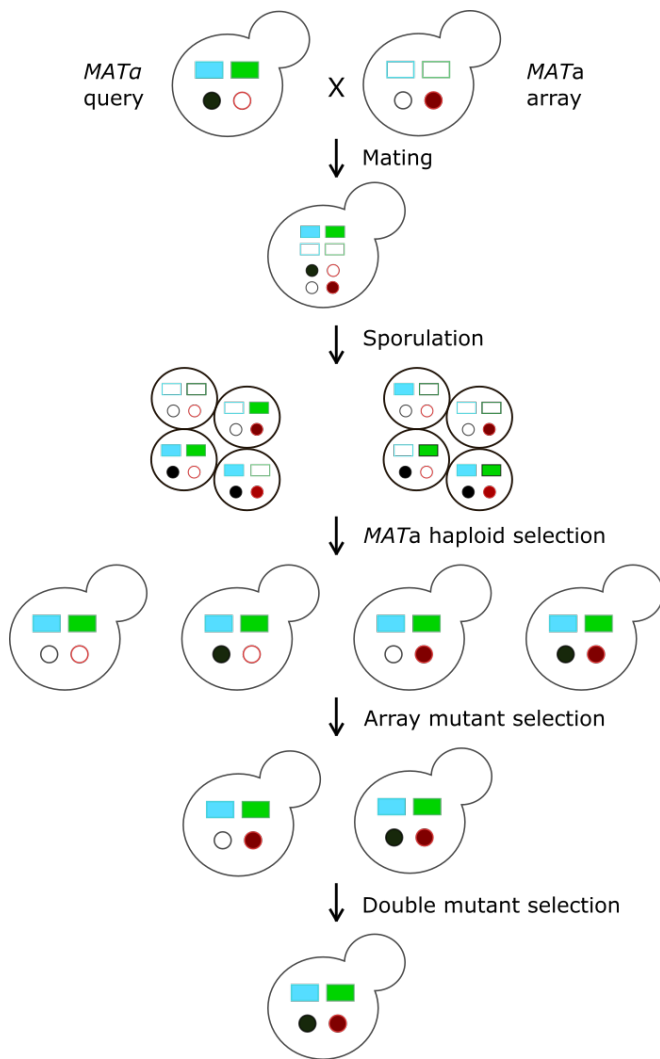 MATα
query
X
MATa
array
Mating
Sporulation
MATa haploid selection
Array mutant selection
Double mutant selection